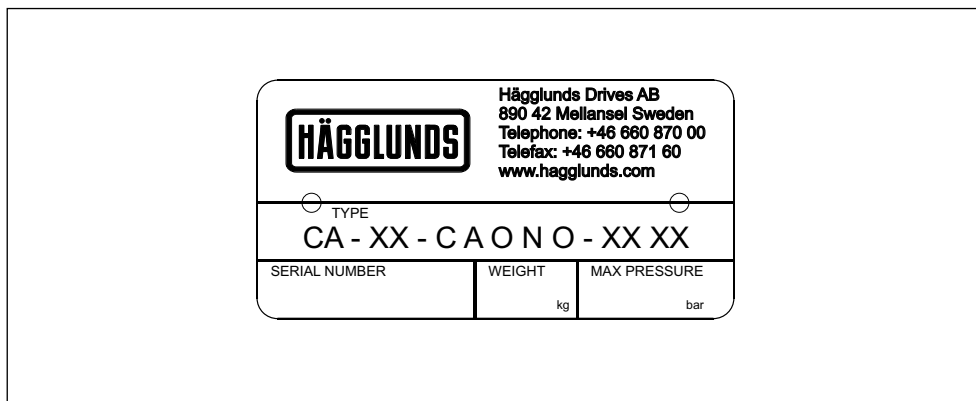 HÄGGLUNDS
Hägglunds Drives AB
890 42 Mellansel Sweden
Telephone: +46 660 870 00
Telefax: +46 660 871 60
www.hagglunds.com
TYPE
CA - XX - C A O N O - XX XX
SERIAL NUMBER
WEIGHT
kg
MAX PRESSURE
bar